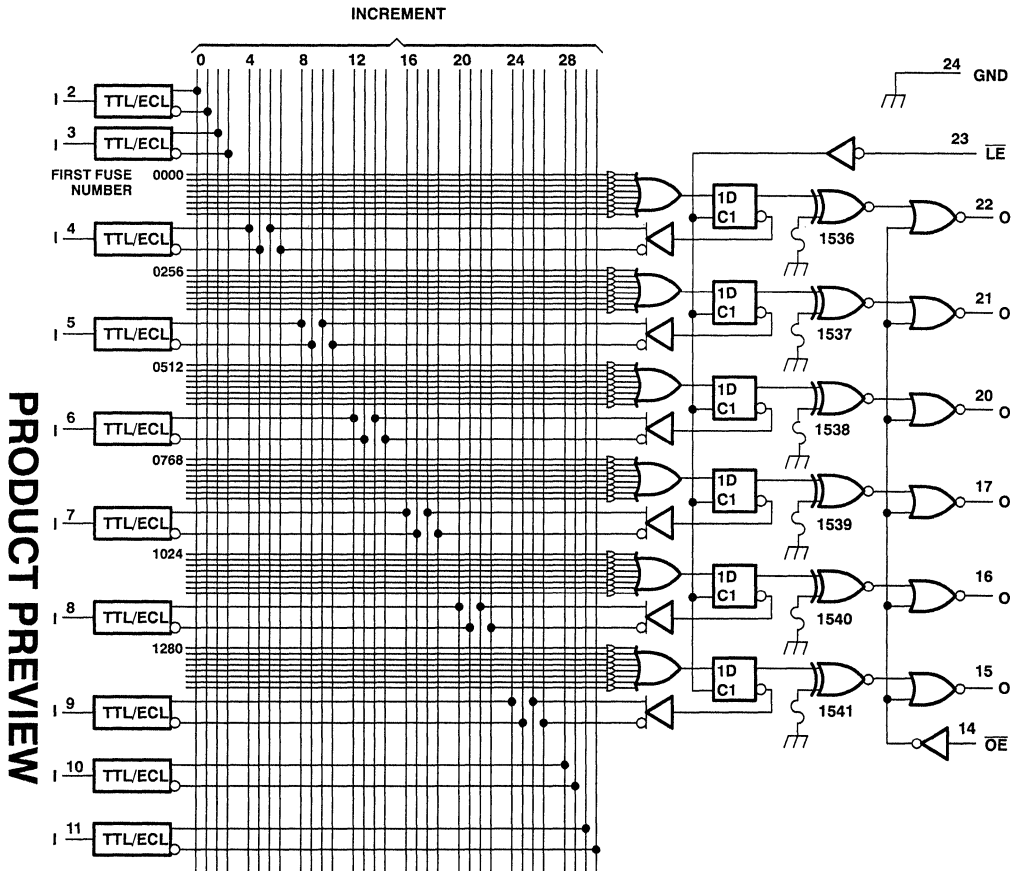 INCREMENT
0 4 8 12 16 20 24 28
24 GND
I 2 TTL/ECL
I 3 TTL/ECL
23 LE
FIRST FUSE NUMBER 0000
1D
C1
1536
22 O
I 4 TTL/ECL
0256
1D
C1
1537
21 O
I 5 TTL/ECL
0512
1D
C1
1538
20 O
I 6 TTL/ECL
0768
1D
C1
1539
17 O
I 7 TTL/ECL
1024
1D
C1
1540
16 O
I 8 TTL/ECL
1280
1D
C1
1541
15 O
I 9 TTL/ECL
14 OE
I 10 TTL/ECL
I 11 TTL/ECL
PRODUCT PREVIEW